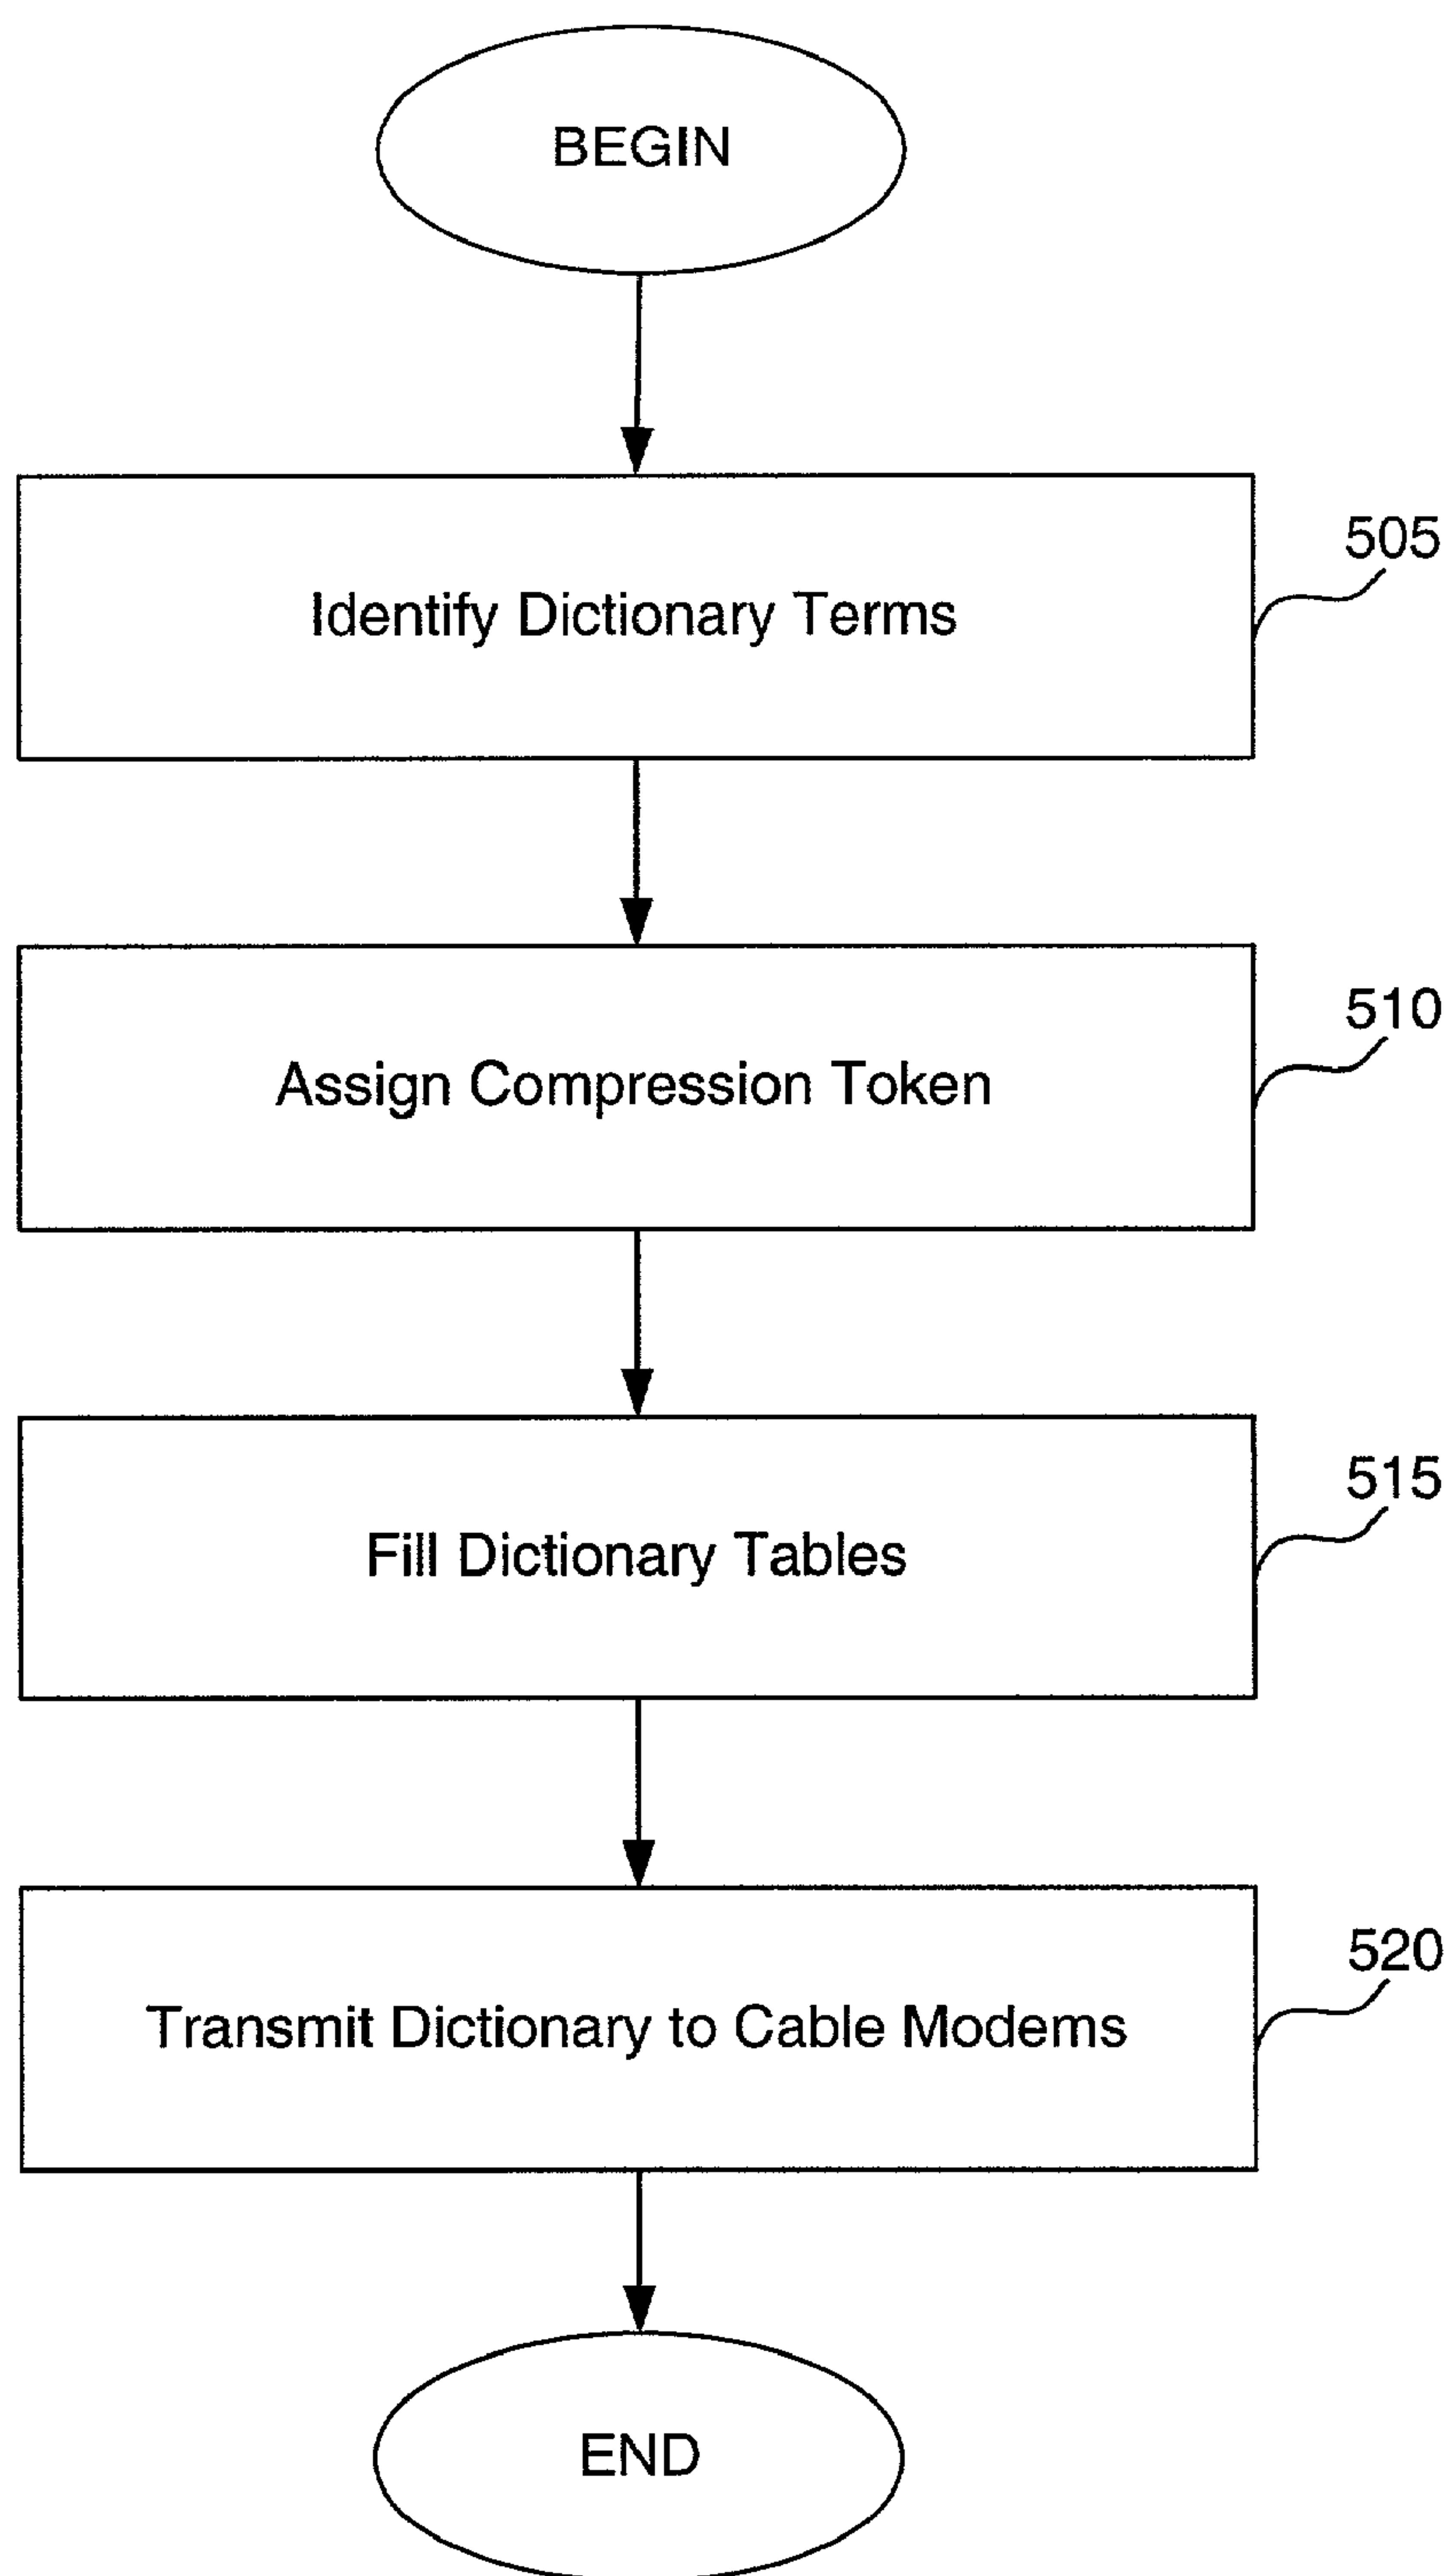 BEGIN
Identify Dictionary Terms
505
Assign Compression Token
510
Fill Dictionary Tables
515
Transmit Dictionary to Cable Modems
520
END